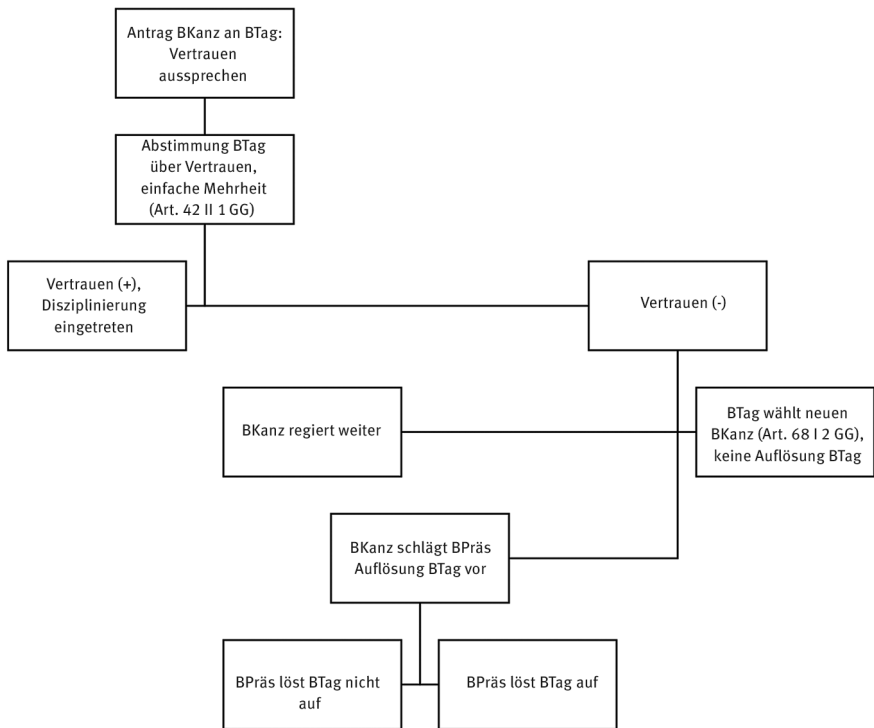 Antrag BKanz an BTag:
Vertrauen
aussprechen
Abstimmung BTag
über Vertrauen,
einfache Mehrheit
(Art. 42 II 1 GG)
Vertrauen (+),
Disziplinierung
eingetreten
Vertrauen (-)
BKanz regiert weiter
BTag wählt neuen
BKanz (Art. 68 I 2 GG),
keine Auflösung BTag
BKanz schlägt BPräs
Auflösung BTag vor
BPräs löst BTag nicht
auf
BPräs löst BTag auf